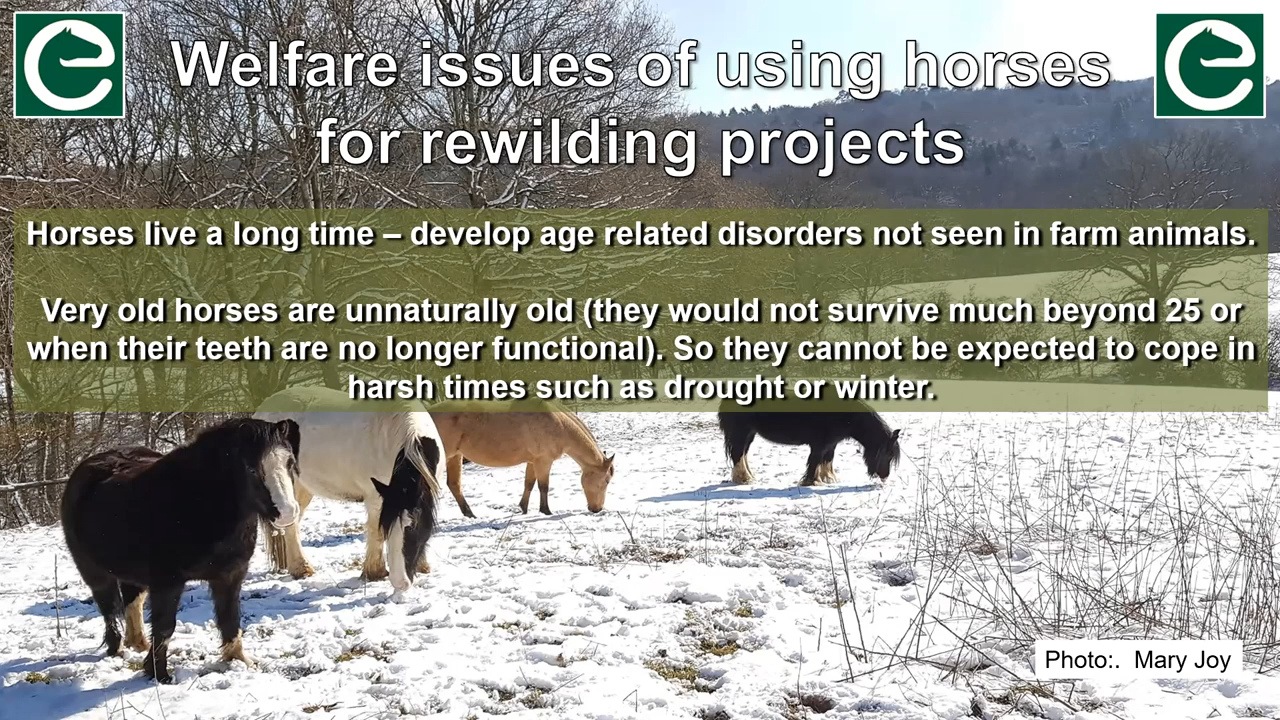 Welfare issues of using horses
for rewilding projects
Horses live a long time – develop age related disorders not seen in farm animals.
Very old horses are unnaturally old (they would not survive much beyond 25 or
when their teeth are no longer functional). So they cannot be expected to cope in
harsh times such as drought or winter.
Photo:.  Mary Joy